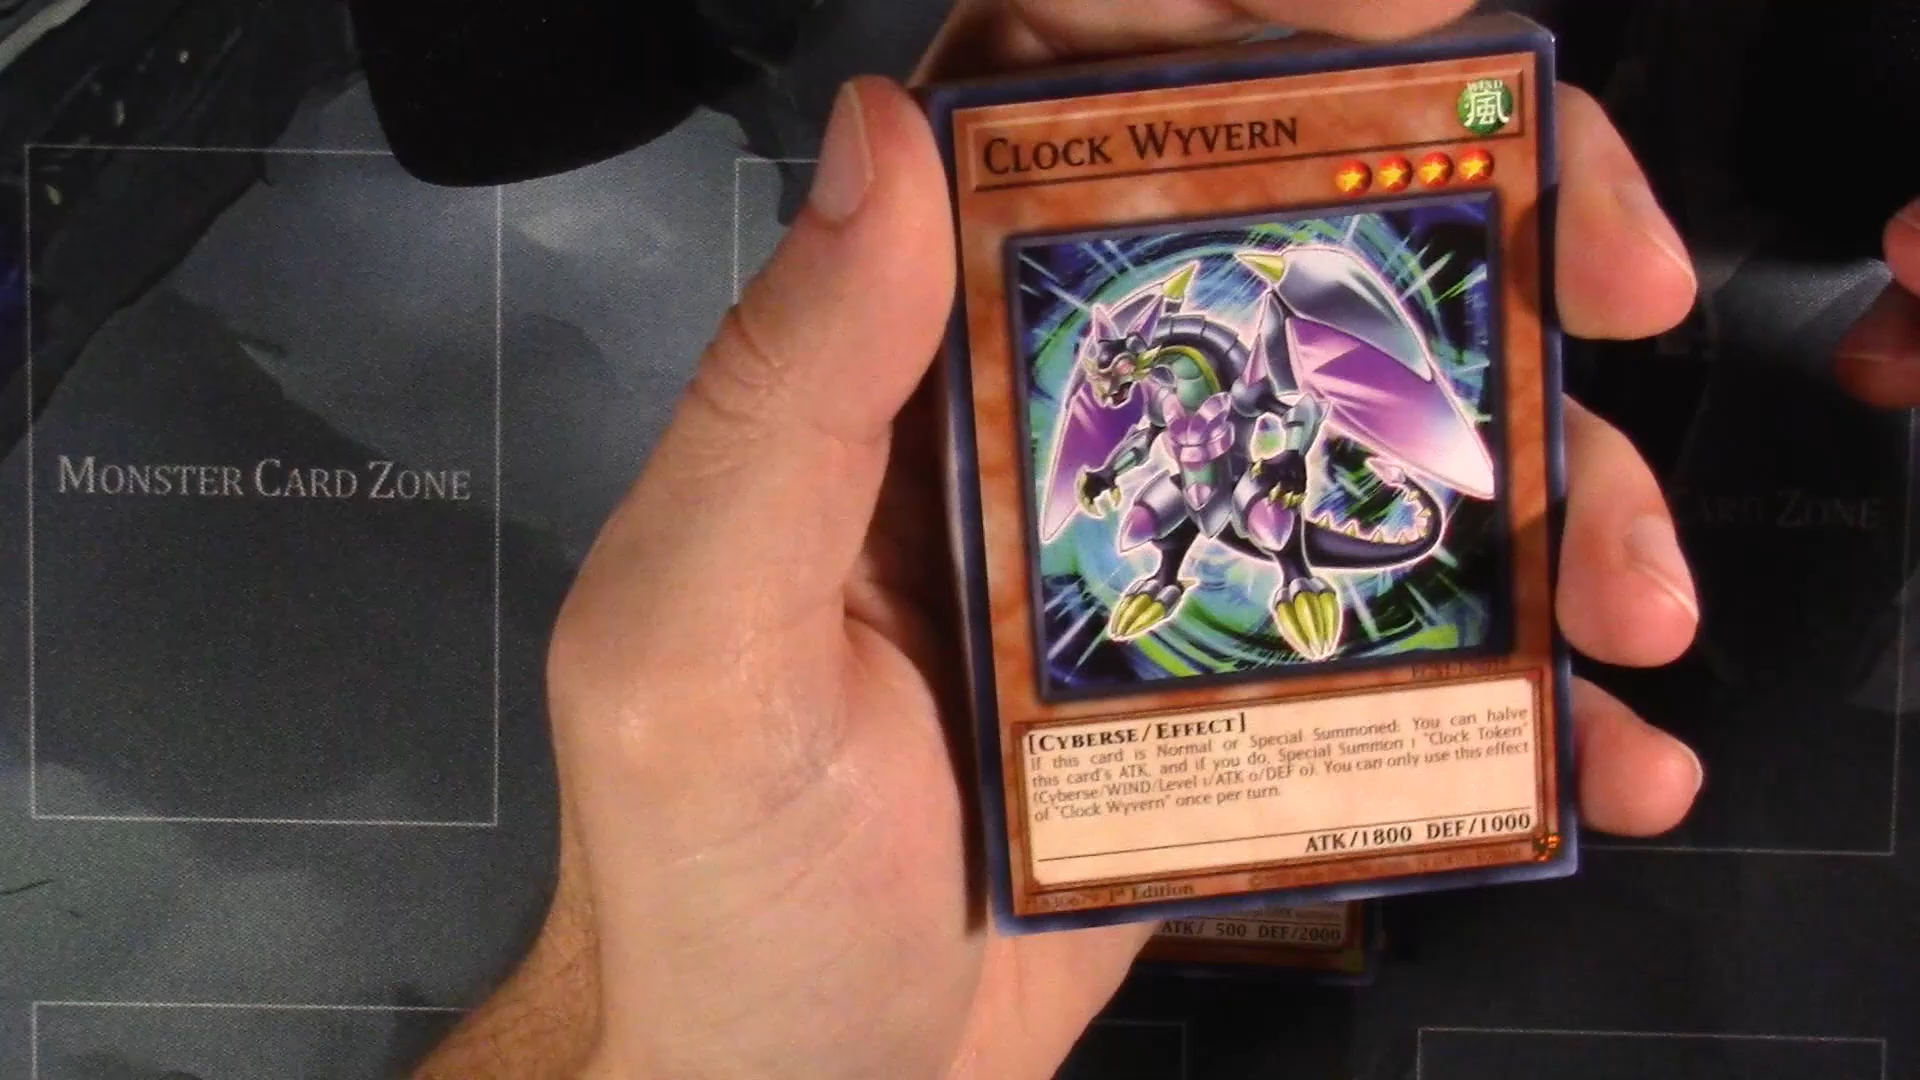 CLOCK WYVERN
WIND
風
MONSTER CARD ZONE
CARD ZONE
[CYBERSE/EFFECT]
If this card is Normal or Special Summoned: You can halve
this card's ATK, and if you do, Special Summon 1 "Clock Token"
(Cyberse/WIND/Level 1/ATK 0/DEF 0). You can only use this effect
of "Clock Wyvern" once per turn.
ATK/1800 DEF/1000
1st Edition
ATK/ 500 DEF/2000